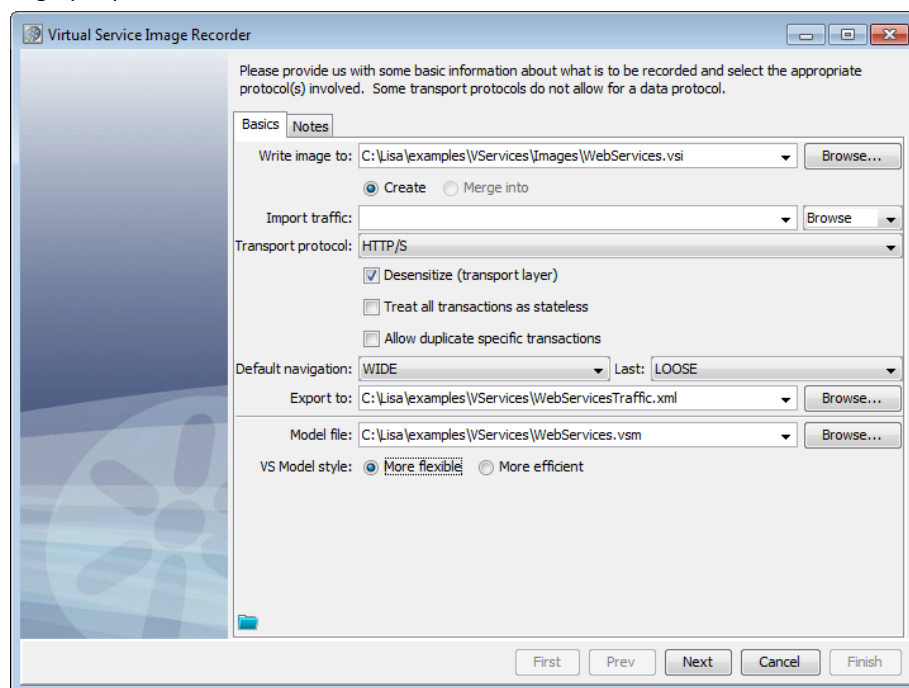 Virtual Service Image Recorder
Please provide us with some basic information about what is to be recorded and select the appropriate
protocol(s) involved.  Some transport protocols do not allow for a data protocol.
Basics Notes
Write image to: C:\Lisa\examples\VServices\Images\WebServices.vsi Browse...
Create Merge into
Import traffic: Browse
Transport protocol: HTTP/S
Desensitize (transport layer)
Treat all transactions as stateless
Allow duplicate specific transactions
Default navigation: WIDE Last: LOOSE
Export to: C:\Lisa\examples\VServices\WebServicesTraffic.xml Browse...
Model file: C:\Lisa\examples\VServices\WebServices.vsm Browse...
VS Model style: More flexible More efficient
First Prev Next Cancel Finish